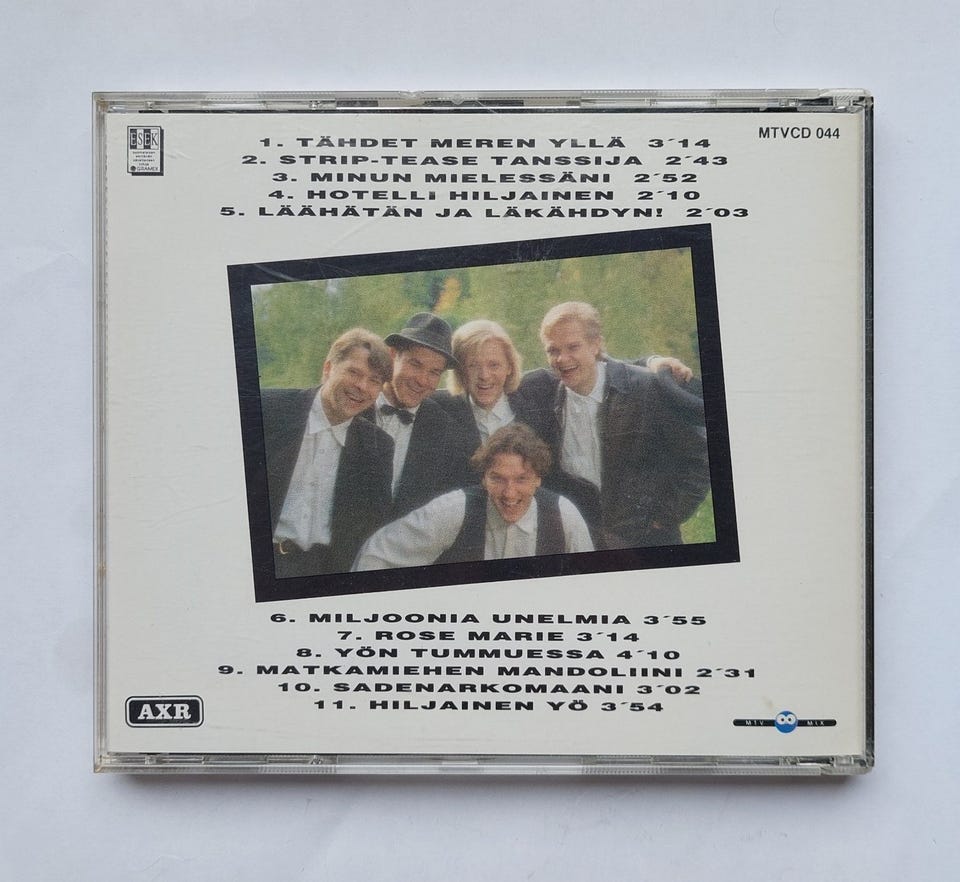 ESEK
GRAMEX
MTVCD 044
1. TÄHDET MEREN YLLÄ 3´14
2. STRIP-TEASE TANSSIJA 2´43
3. MINUN MIELESSÄNI 2´52
4. HOTELLI HILJAINEN 2´10
5. LÄÄHÄTÄN JA LÄKÄHDYN! 2´03
6. MILJOONIA UNELMIA 3´55
7. ROSE MARIE 3´14
8. YÖN TUMMUESSA 4´10
9. MATKAMIEHEN MANDOLIINI 2´31
10. SADENARKOMAANI 3´02
11. HILJAINEN YÖ 3´54
AXR
MTV MIX